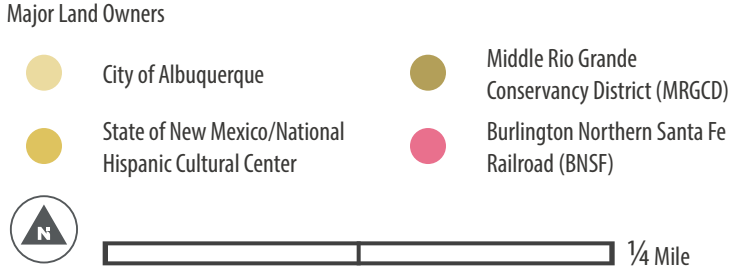 Major Land Owners
City of Albuquerque
State of New Mexico/National
Hispanic Cultural Center
Middle Rio Grande
Conservancy District (MRGCD)
Burlington Northern Santa Fe
Railroad (BNSF)
N
¼ Mile